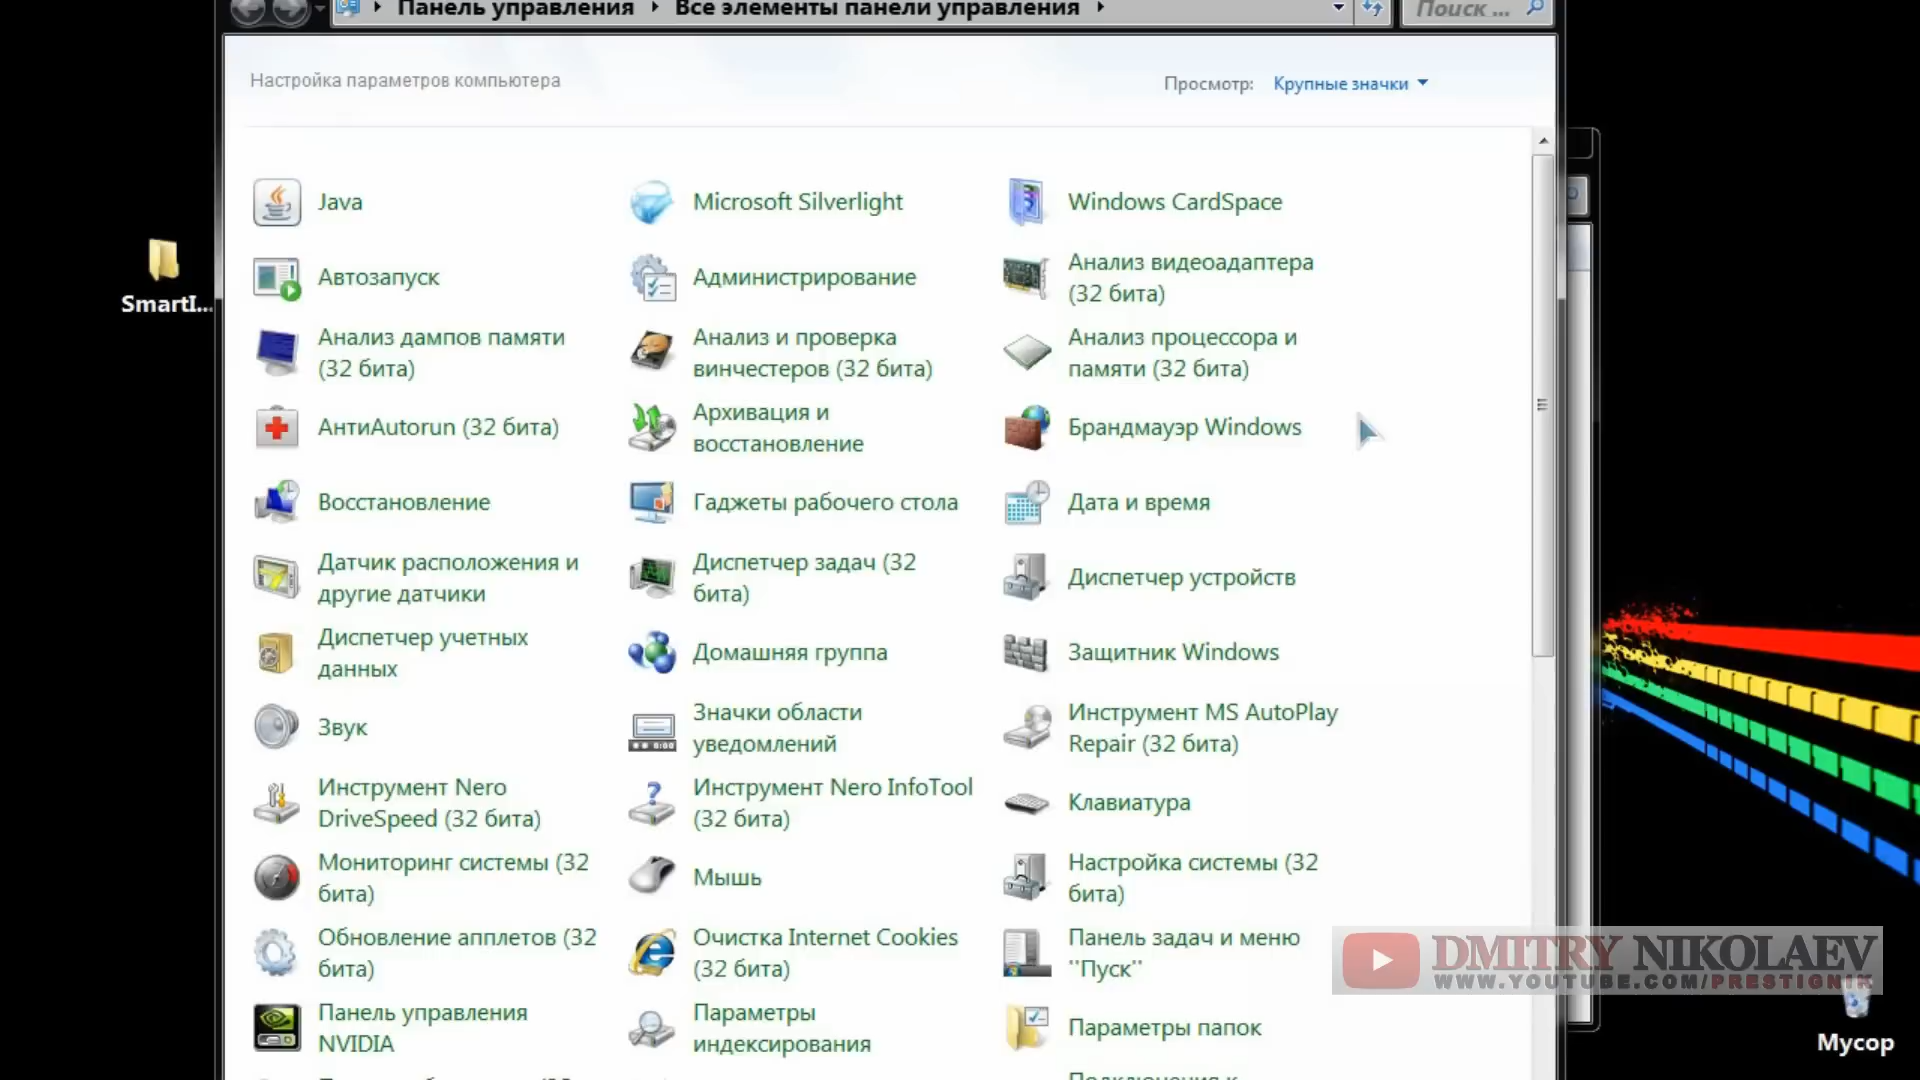 Панель управления
Все элементы панели управления
Поиск ...
Настройка параметров компьютера
Просмотр:
Крупные значки
Java
Microsoft Silverlight
Windows CardSpace
Автозапуск
Администрирование
Анализ видеоадаптера
(32 бита)
Анализ дампов памяти
(32 бита)
Анализ и проверка
винчестеров (32 бита)
Анализ процессора и
памяти (32 бита)
АнтиAutorun (32 бита)
Архивация и
восстановление
Брандмауэр Windows
Восстановление
Гаджеты рабочего стола
Дата и время
Датчик расположения и
другие датчики
Диспетчер задач (32
бита)
Диспетчер устройств
Диспетчер учетных
данных
Домашняя группа
Защитник Windows
Звук
Значки области
уведомлений
Инструмент MS AutoPlay
Repair (32 бита)
Инструмент Nero
DriveSpeed (32 бита)
Инструмент Nero InfoTool
(32 бита)
Клавиатура
Мониторинг системы (32
бита)
Мышь
Настройка системы (32
бита)
Обновление апплетов (32
бита)
Очистка Internet Cookies
(32 бита)
Панель задач и меню
"Пуск"
Панель управления
NVIDIA
Параметры
индексирования
Параметры папок
SmartI...
DMITRY NIKOLAEV
WWW.YOUTUBE.COM/PRESTIGNIK
Мусор